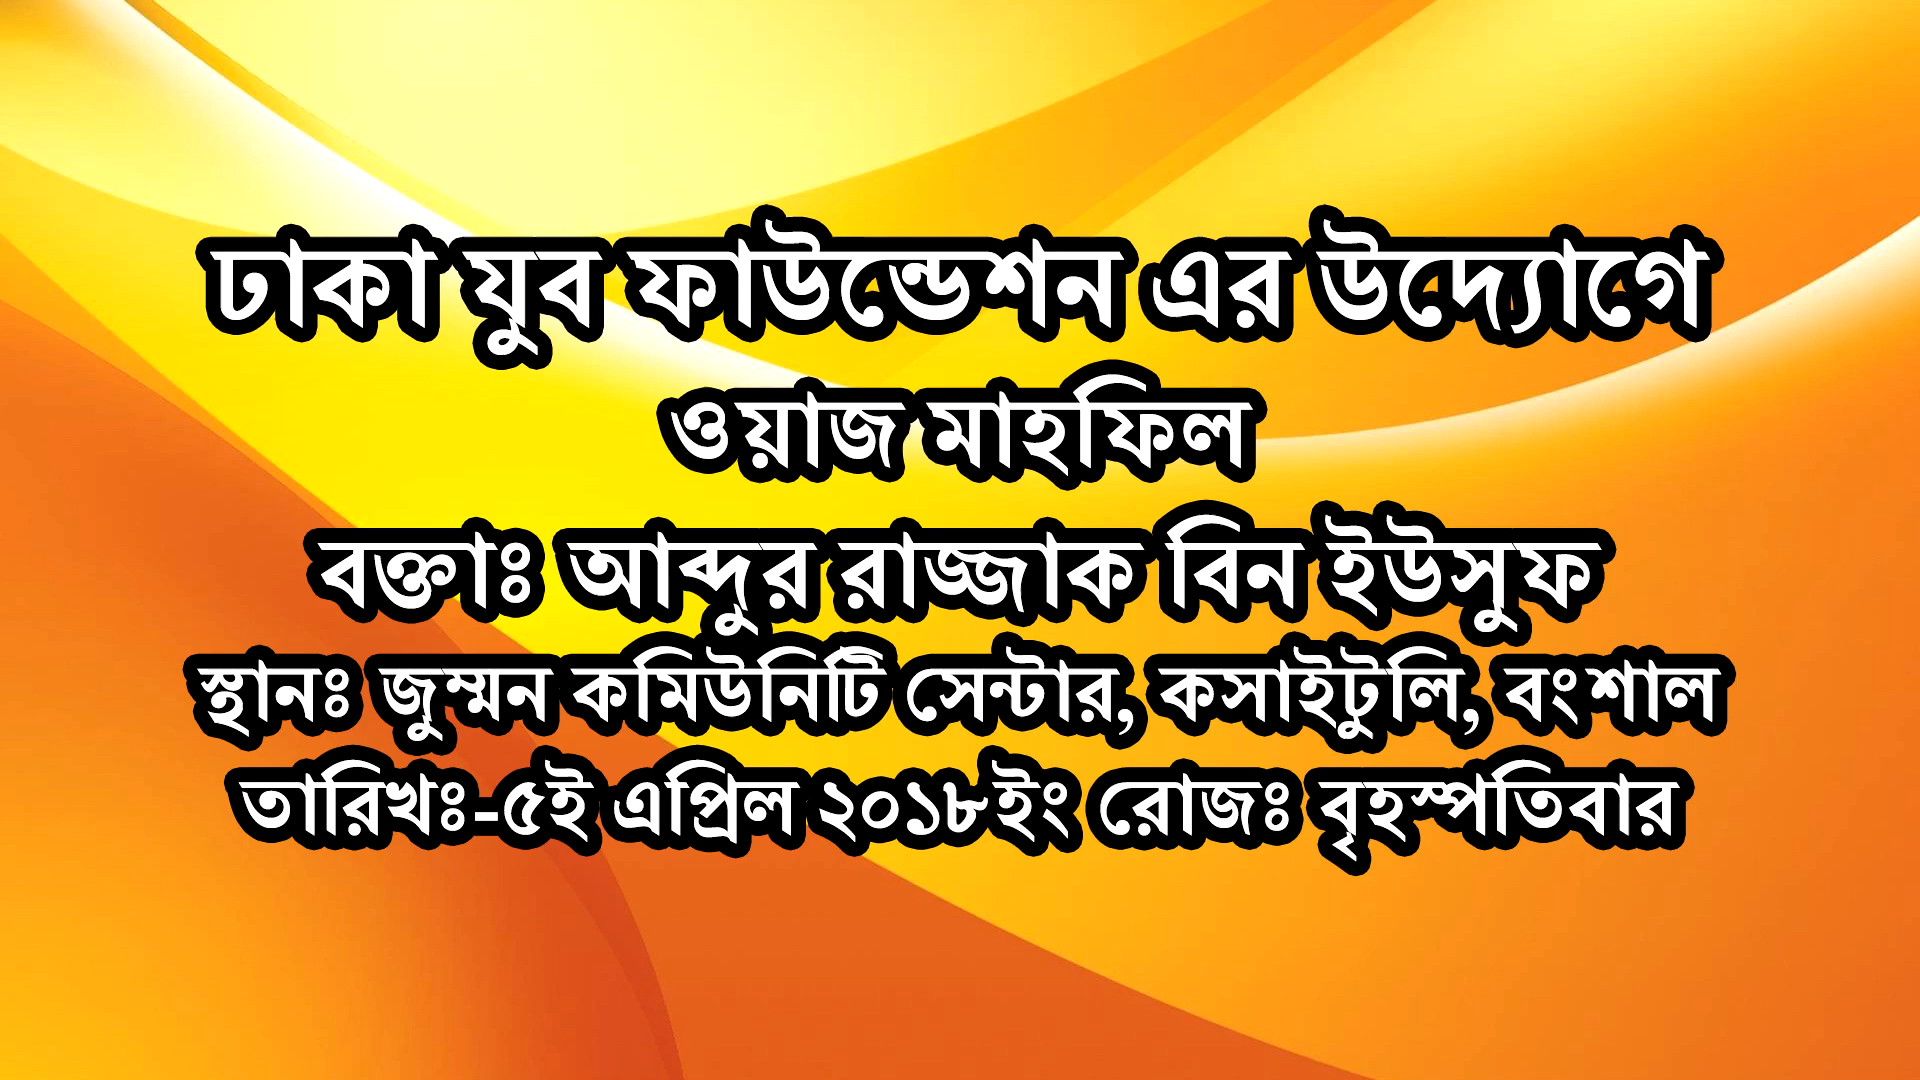 ঢাকা যুব ফাউন্ডেশন এর উদ্যোগে
ওয়াজ মাহফিল
বক্তাঃ আব্দুর রাজ্জাক বিন ইউসুফ
স্থানঃ জুম্মন কমিউনিটি সেন্টার, কসাইটুলি, বংশাল
তারিখঃ-৫ই এপ্রিল ২০১৮ইং রোজঃ বৃহস্পতিবার